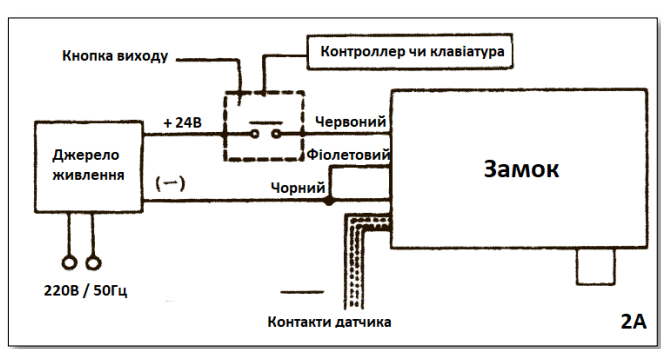 Кнопка виходу
Контроллер чи клавіатура
+ 24В
Червоний
Джерело
живлення
Фіолетовий
Замок
(—)
Чорний
220В / 50Гц
Контакти датчика
2А